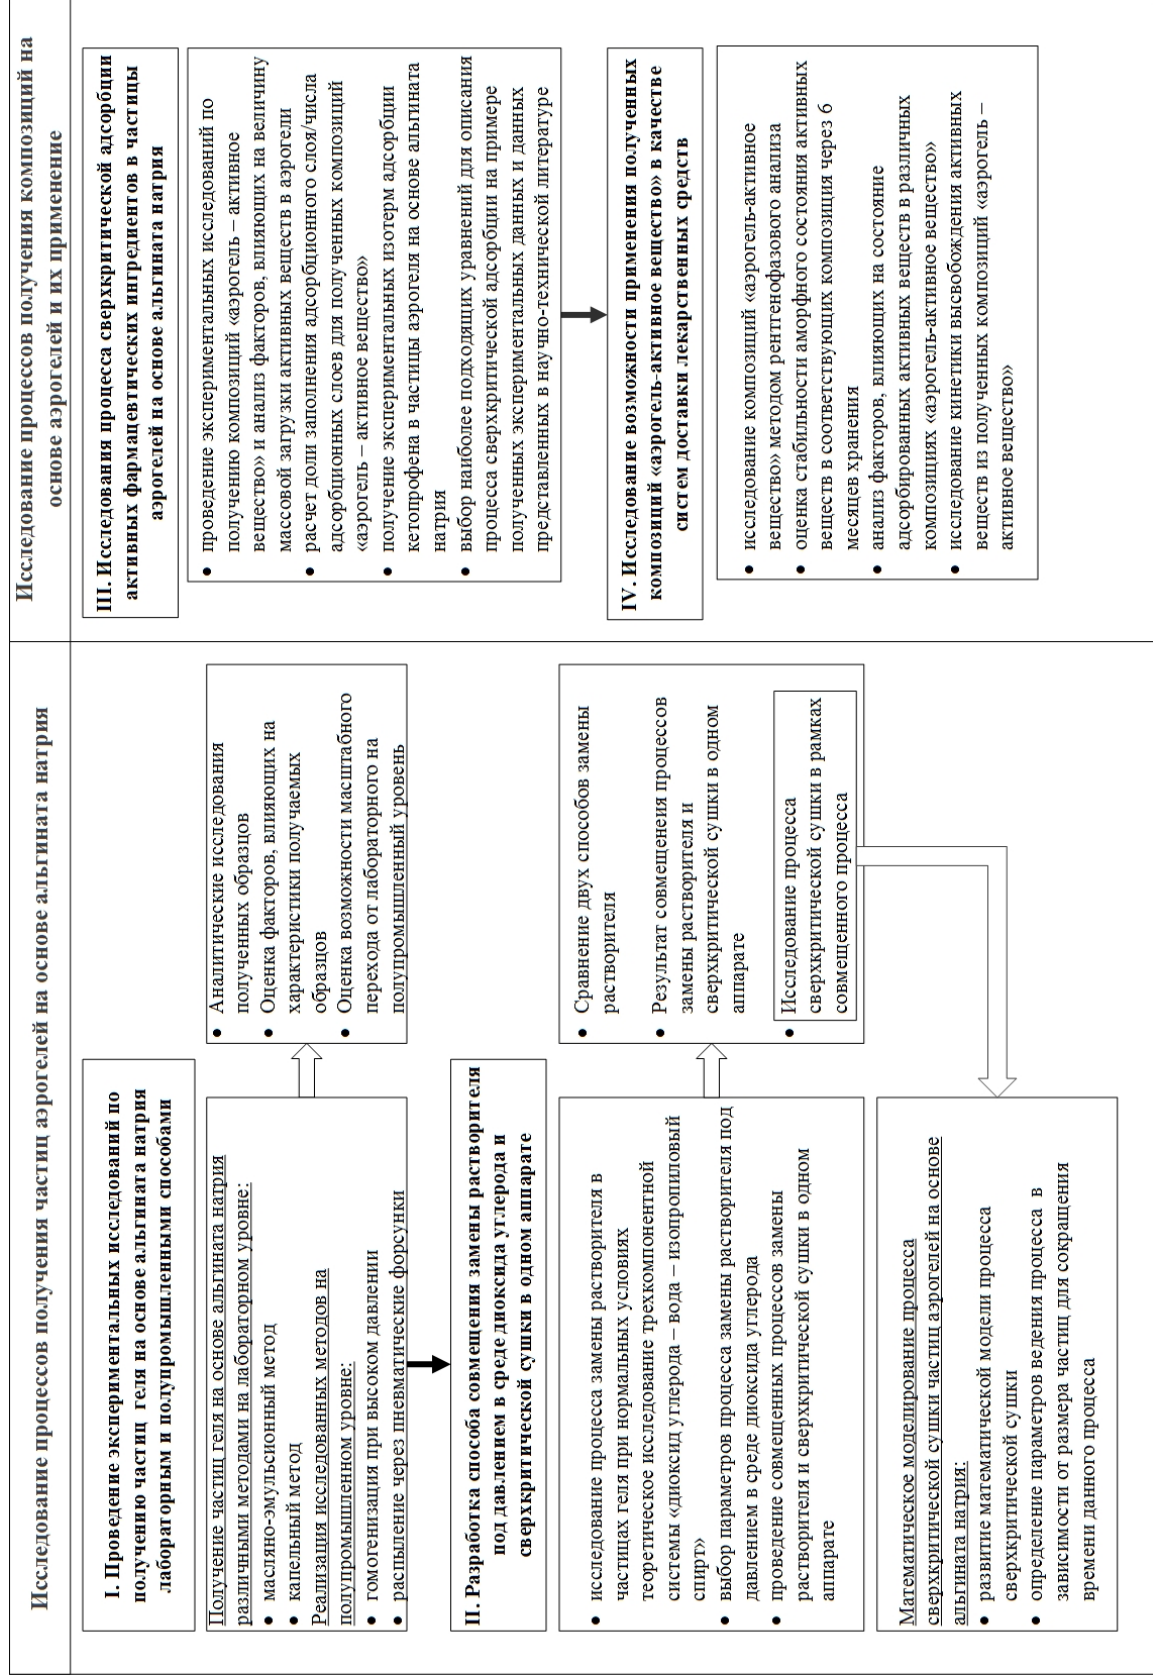 Исследование процессов получения частиц аэрогелей на основе альгината натрия
I. Проведение экспериментальных исследований по
получению частиц геля на основе альгината натрия
лабораторным и полупромышленными способами
Получение частиц геля на основе альгината натрия
различными методами на лабораторном уровне:
• масляно-эмульсионный метод
• капельный метод
Реализация исследованных методов на
полупромышленном уровне:
• гомогенизация при высоком давлении
• распыление через пневматические форсунки
• Аналитические исследования
полученных образцов
• Оценка факторов, влияющих на
характеристики получаемых
образцов
• Оценка возможности масштабного
перехода от лабораторного на
полупромышленный уровень
II. Разработка способа совмещения замены растворителя
под давлением в среде диоксида углерода и
сверхкритической сушки в одном аппарате
• исследование процесса замены растворителя в
частицах геля при нормальных условиях
теоретическое исследование трехкомпонентной
системы «диоксид углерода – вода – изопропиловый
спирт»
• выбор параметров процесса замены растворителя под
давлением в среде диоксида углерода
• проведение совмещенных процессов замены
растворителя и сверхкритической сушки в одном
аппарате
• Сравнение двух способов замены
растворителя
• Результат совмещенеия процессов
замены растворителя и
сверхкритической сушки в одном
аппарате
• Исследование процесса
сверхкритической сушки в рамках
совмещенного процесса
Математическое моделирование процесса
сверхкритической сушки частиц аэрогелей на основе
альгината натрия:
• развитие математической модели процесса
сверхкритической сушки
• определение параметров ведения процесса в
зависимости от размера частиц для сокращения
времени данного процесса
Исследование процессов получения композиций на
основе аэрогелей и их применение
III. Исследования процесса сверхкритической адсорбции
активных фармацевтических ингредиентов в частицы
аэрогелей на основе альгината натрия
• проведение экспериментальных исследований по
получению композиций «аэрогель – активное
вещество» и анализ факторов, влияющих на величину
массовой загрузки активных веществ в аэрогели
• расчет доли заполнения адсорбционного слоя/числа
адсорбционных слоев для полученных композиций
«аэрогель – активное вещество»
• получение экспериментальных изотерм адсорбции
кетопрофена в частицы аэрогеля на основе альгината
натрия
• выбор наиболее подходящих уравнений для описания
процесса сверхкритической адсорбции на примере
полученных экспериментальных данных и данных
представленных в научно-технической литературе
IV. Исследование возможности применения полученных
композиций «аэрогель-активное вещество» в качестве
систем доставки лекарственных средств
• исследование композиций «аэрогель-активное
вещество» методом рентгенофазового анализа
• оценка стабильности аморфного состояния активных
веществ в соответствующих композиция через 6
месяцев хранения
• анализ факторов, влияющих на состояние
адсорбированных активных веществ в различных
композициях «аэрогель-активное вещество»
• исследование кинетики высвобождения активных
веществ из полученных композиций «аэрогель –
активное вещество»